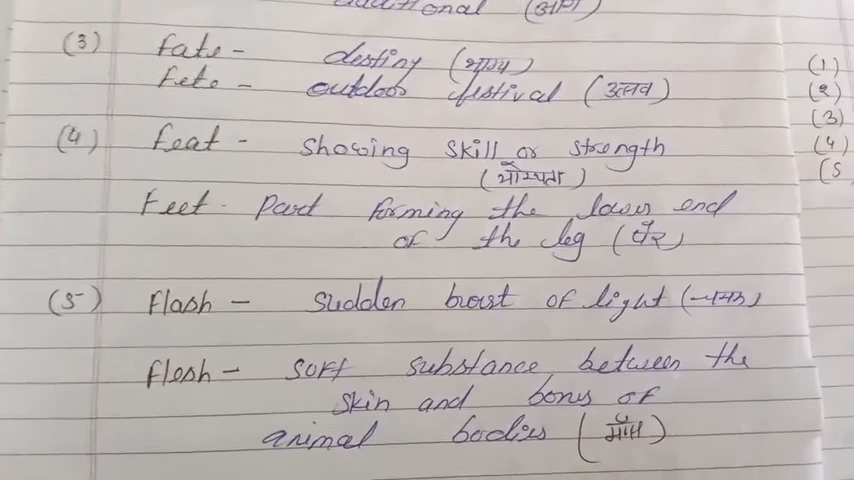 additional
(3) Fate - destiny (भाग्य)
Fete - outdoor festival (उत्सव)
(4) Feat - Showing skill or strength
(योग्यता)
Feet - Part forming the lower end
of the leg (पैर)
(5) Flash - Sudden burst of light (चमक)
Flesh - Soft substance between the
skin and bones of
animal bodies (माँस)
(1)
(2)
(3)
(4)
(5